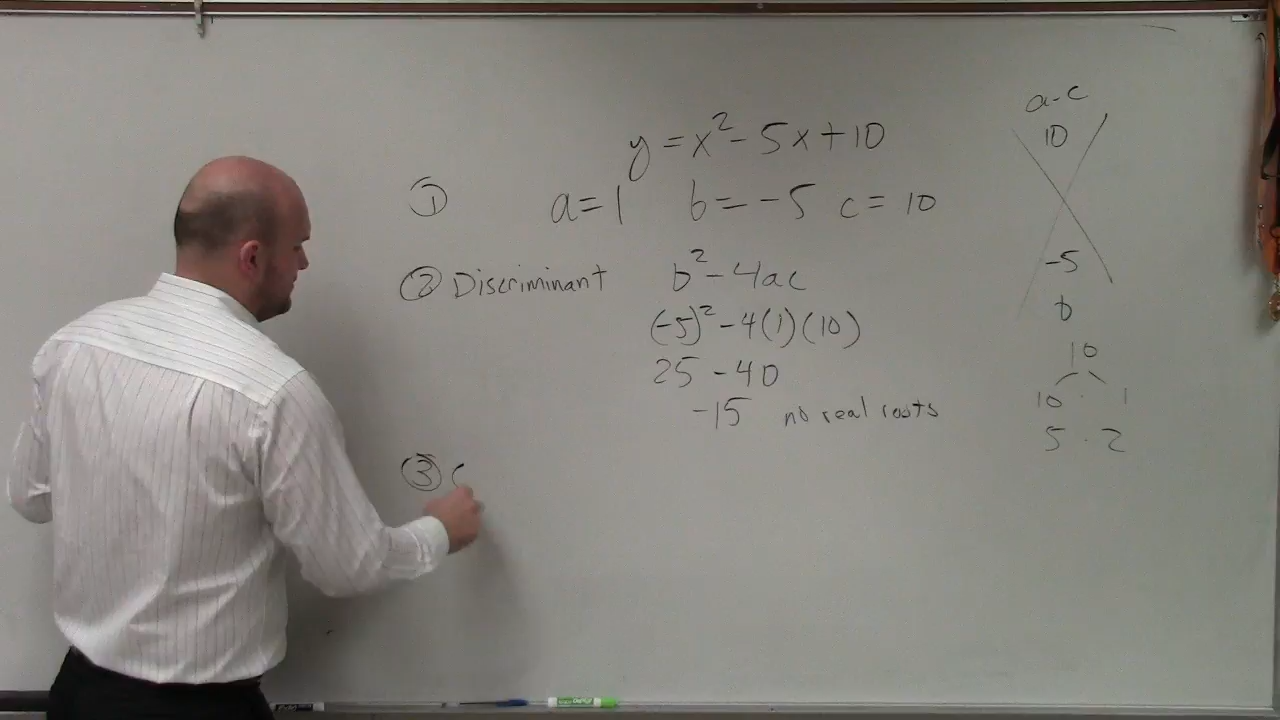 y = x² - 5x + 10
① a = 1 b = -5 c = 10
② Discriminant b² - 4ac
(-5)² - 4(1)(10)
25 - 40
-15 no real roots
③ (
a·c
10
-5
b
10
10 · 1
5 · 2